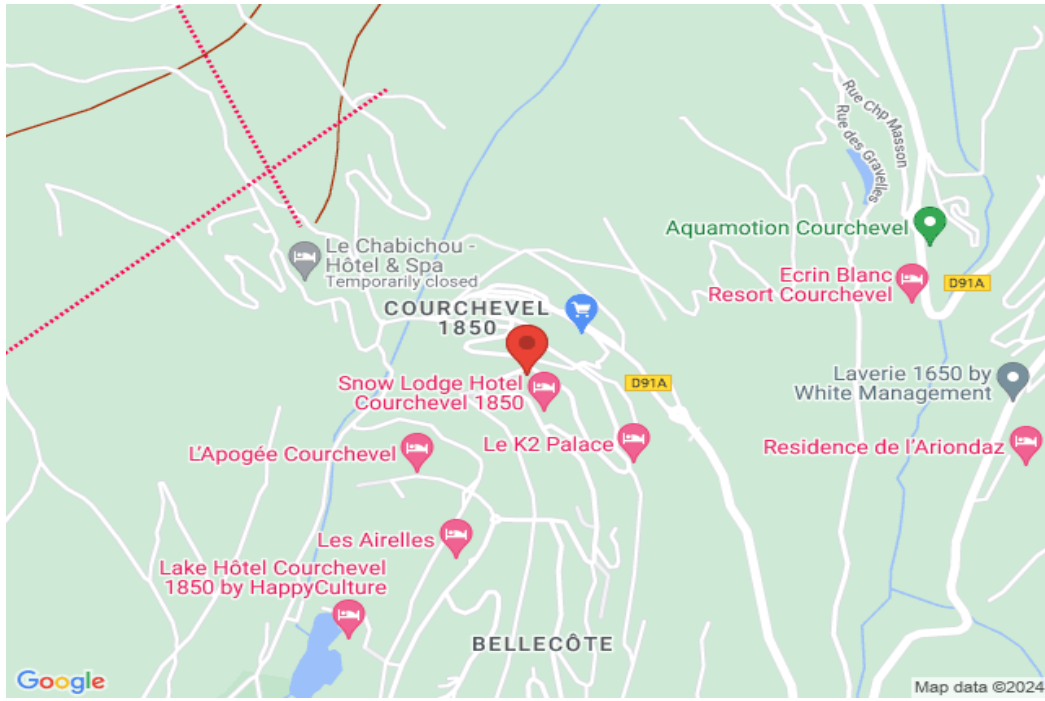 Rue Chp Masson
Rue des Gravelles
Aquamotion Courchevel
Le Chabichou -
Hôtel & Spa
Temporarily closed
Ecrin Blanc
Resort Courchevel
D91A
COURCHEVEL
1850
Snow Lodge Hotel
Courchevel 1850
D91A
Laverie 1650 by
White Management
L'Apogée Courchevel
Le K2 Palace
Residence de l'Ariondaz
Les Airelles
Lake Hôtel Courchevel
1850 by HappyCulture
BELLECÔTE
Google
Map data ©2024